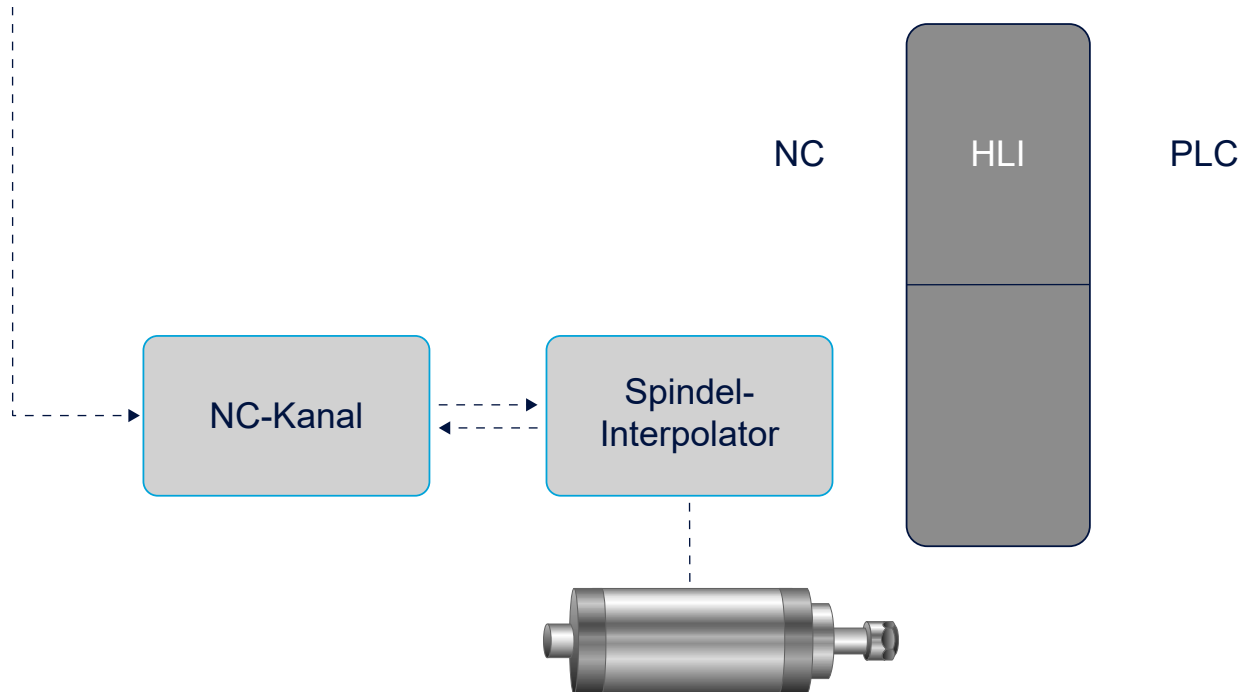 NC
HLI
PLC
NC-Kanal
Spindel-
Interpolator